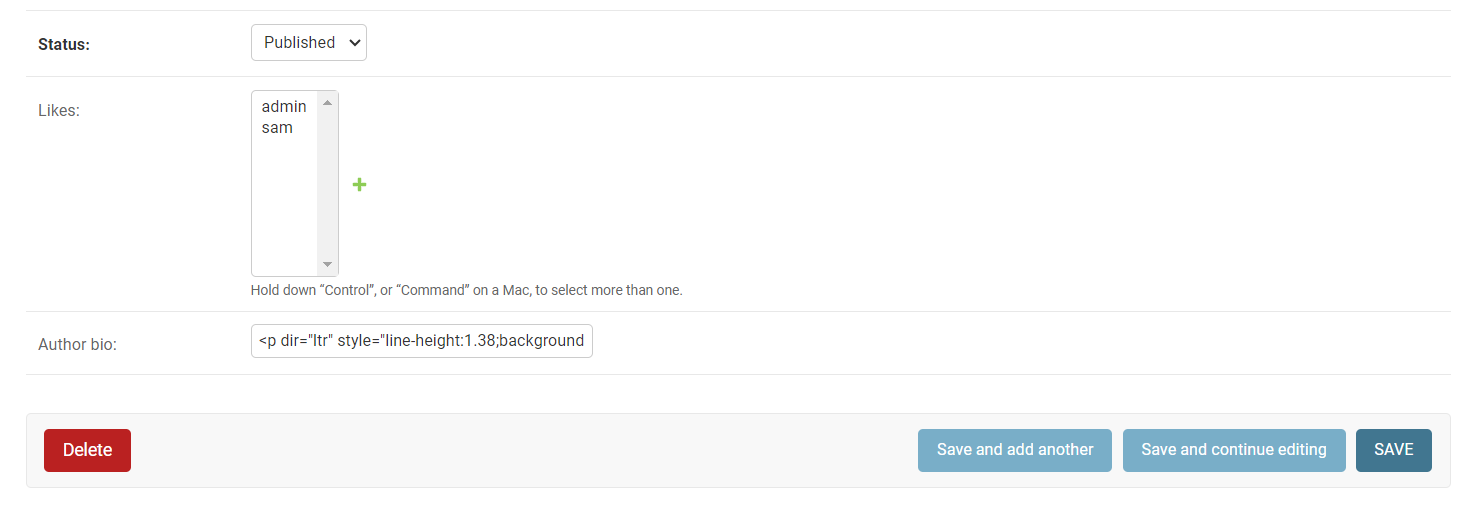 Status:
Published
Likes:
admin
sam
Hold down “Control”, or “Command” on a Mac, to select more than one.
Author bio:
<p dir="ltr" style="line-height:1.38;background
Delete
Save and add another
Save and continue editing
SAVE